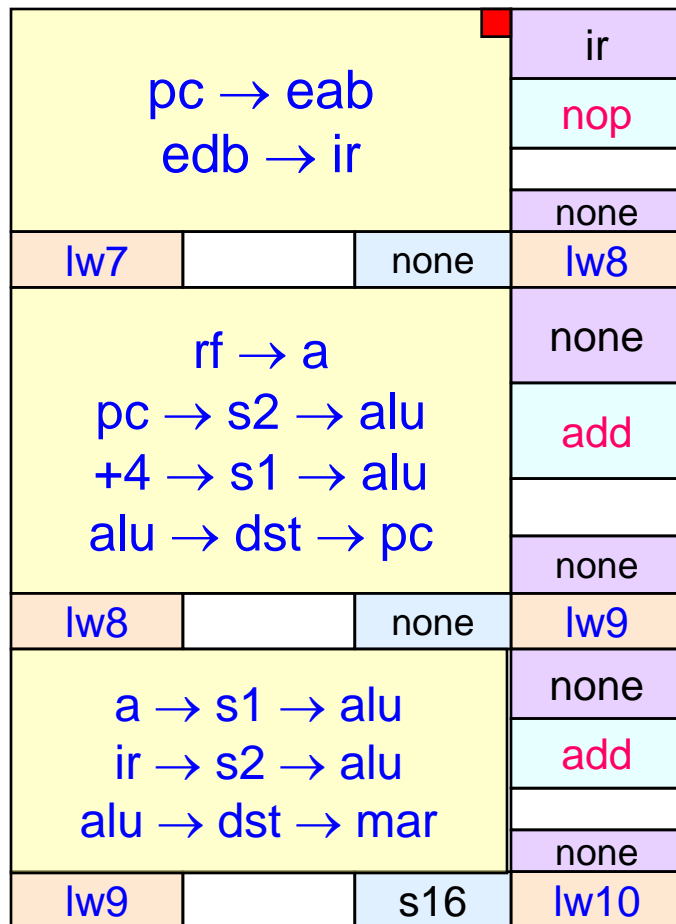 pc → eab
edb → ir
ir
nop
none
lw7
none
lw8
rf → a
pc → s2 → alu
+4 → s1 → alu
alu → dst → pc
none
add
none
lw8
none
lw9
a → s1 → alu
ir → s2 → alu
alu → dst → mar
none
add
none
lw9
s16
lw10